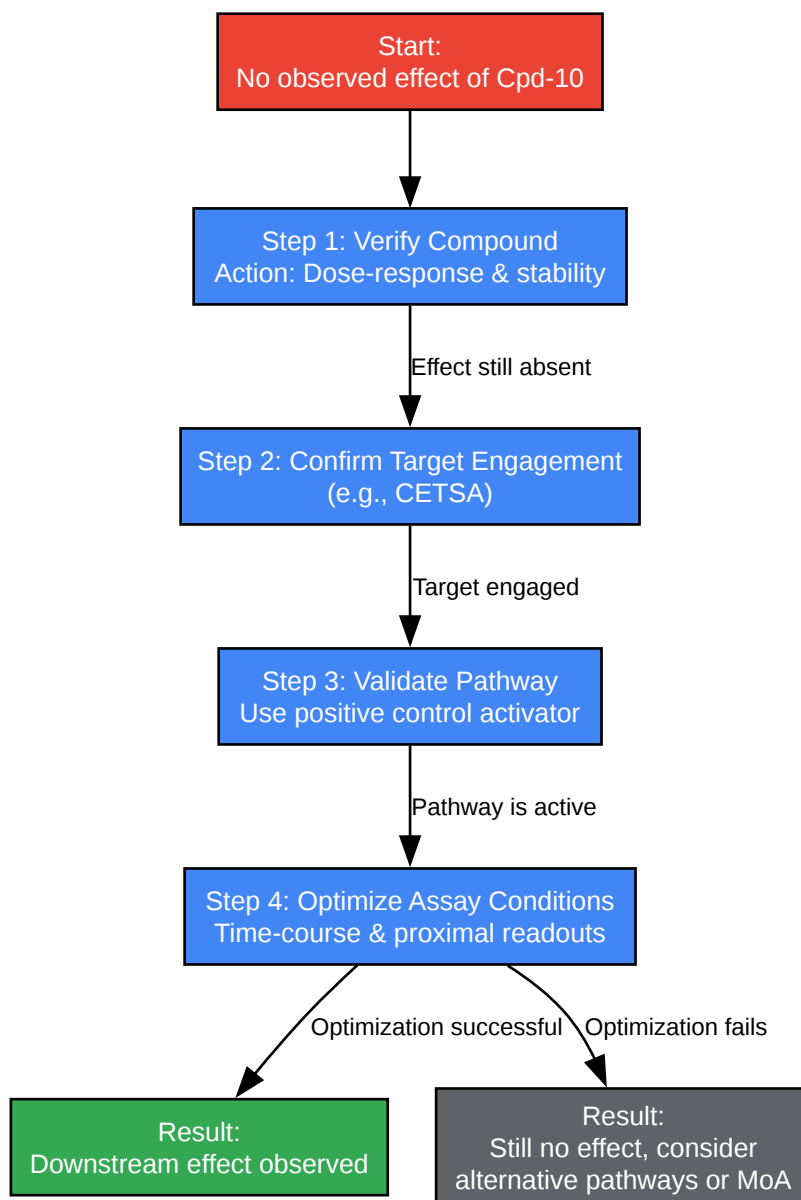 Start:
No observed effect of Cpd-10
Step 1: Verify Compound
Action: Dose-response & stability
Effect still absent
Step 2: Confirm Target Engagement
(e.g., CETSA)
Target engaged
Step 3: Validate Pathway
Use positive control activator
Pathway is active
Step 4: Optimize Assay Conditions
Time-course & proximal readouts
Optimization successful
Optimization fails
Result:
Downstream effect observed
Result:
Still no effect, consider
alternative pathways or MoA